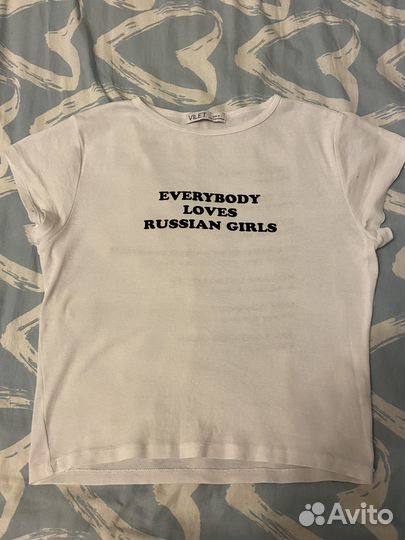 VILET
EVERYBODY
LOVES
RUSSIAN GIRLS
Avito